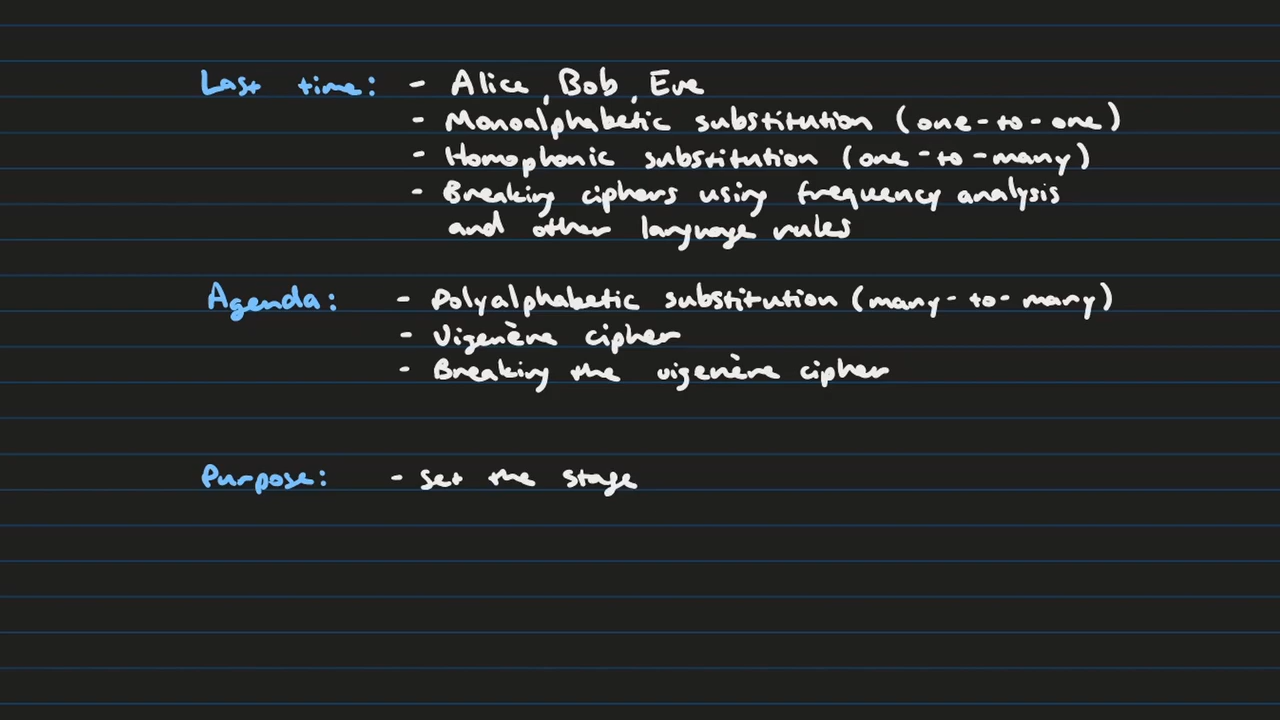 Last time: - Alice, Bob, Eve
- Monoalphabetic substitution (one-to-one)
- Homophonic substitution (one-to-many)
- Breaking ciphers using frequency analysis
and other language rules
Agenda: - Polyalphabetic substitution (many-to-many)
- Vigenère cipher
- Breaking the vigenère cipher
Purpose: - Set the stage